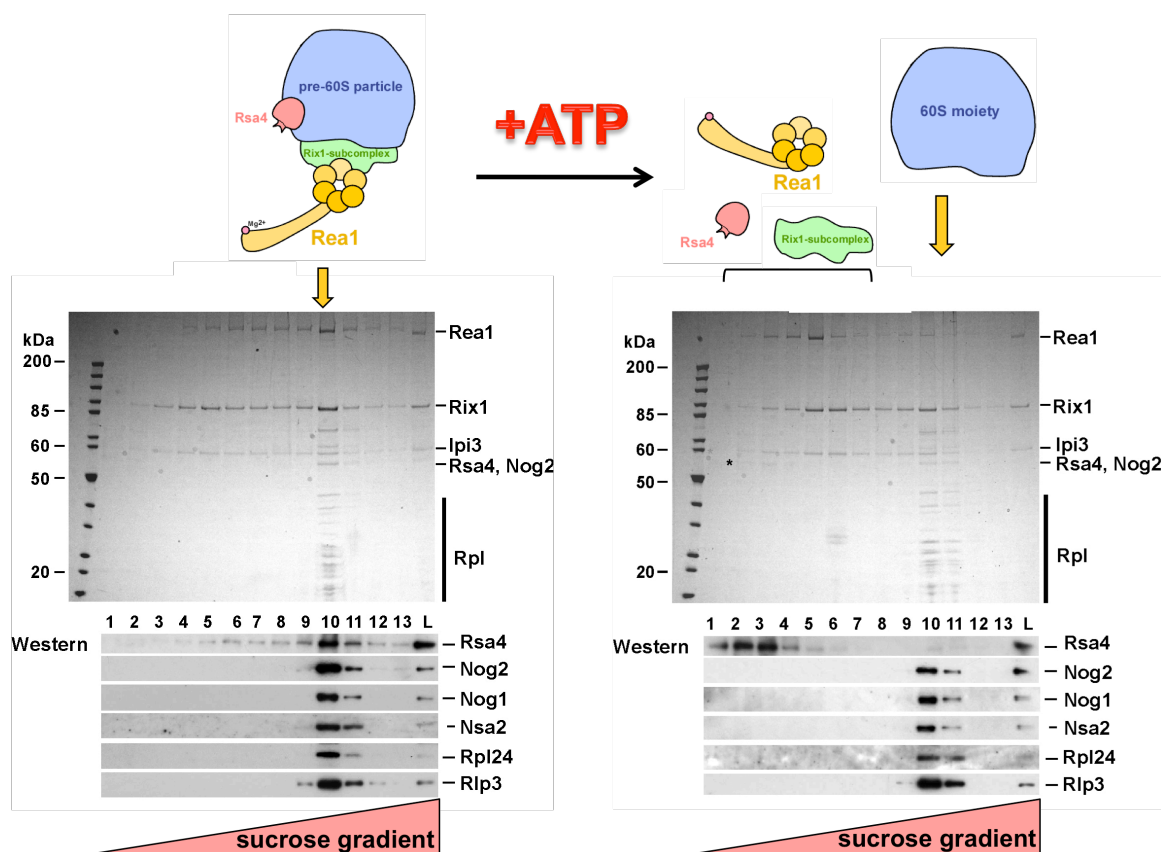 pre-60S particle
Rsa4
Rix1-subcomplex
Mg2+
Rea1
+ATP
Rea1
Rsa4
Rix1-subcomplex
60S moiety
kDa
200
85
60
50
20
Rea1
Rix1
Ipi3
Rsa4, Nog2
Rpl
1 2 3 4 5 6 7 8 9 10 11 12 13 L
Western
Rsa4
Nog2
Nog1
Nsa2
Rpl24
Rlp3
sucrose gradient
kDa
200
85
60
50
20
*
Rea1
Rix1
Ipi3
Rsa4, Nog2
Rpl
1 2 3 4 5 6 7 8 9 10 11 12 13 L
Western
Rsa4
Nog2
Nog1
Nsa2
Rpl24
Rlp3
sucrose gradient